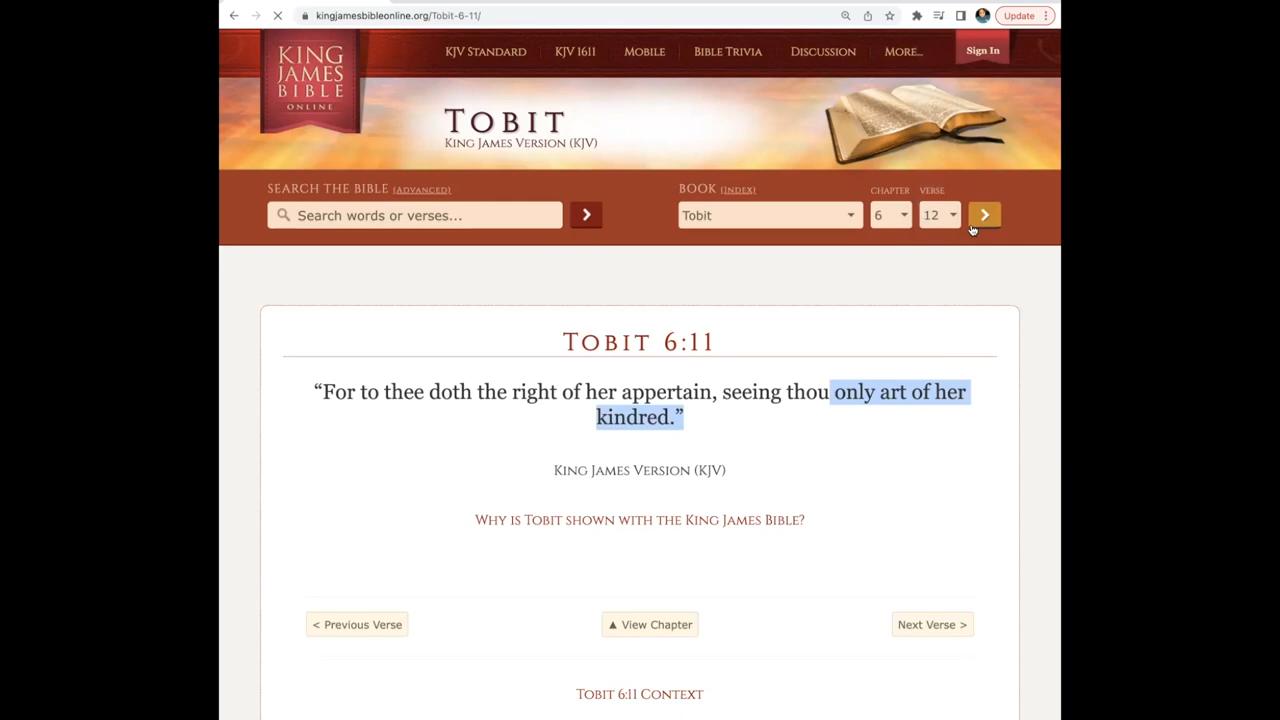 kingjamesbibleonline.org/Tobit-6-11/
Update
KING
JAMES
BIBLE
ONLINE
KJV STANDARD
KJV 1611
MOBILE
BIBLE TRIVIA
DISCUSSION
MORE...
Sign In
TOBIT
KING JAMES VERSION (KJV)
SEARCH THE BIBLE (ADVANCED)
BOOK (INDEX)
CHAPTER
VERSE
Search words or verses...
Tobit
6
12
TOBIT 6:11
“For to thee doth the right of her appertain, seeing thou only art of her
kindred.”
KING JAMES VERSION (KJV)
WHY IS TOBIT SHOWN WITH THE KING JAMES BIBLE?
< Previous Verse
▲ View Chapter
Next Verse >
TOBIT 6:11 CONTEXT